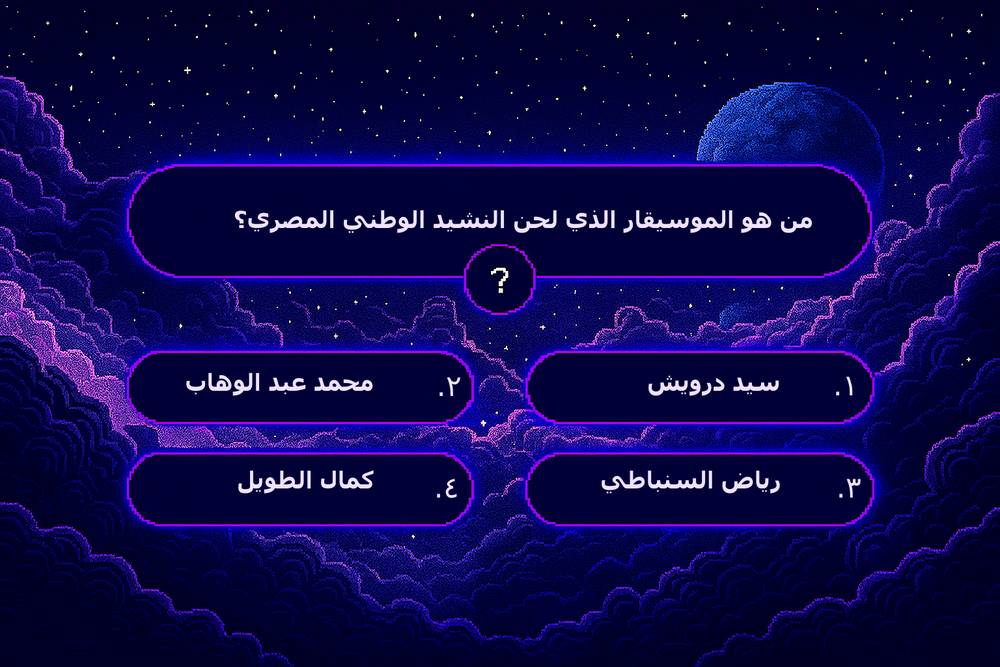 من هو الموسيقار الذي لحن النشيد الوطني المصري؟
?
١. سيد درويش
٢. محمد عبد الوهاب
٣. رياض السنباطي
٤. كمال الطويل